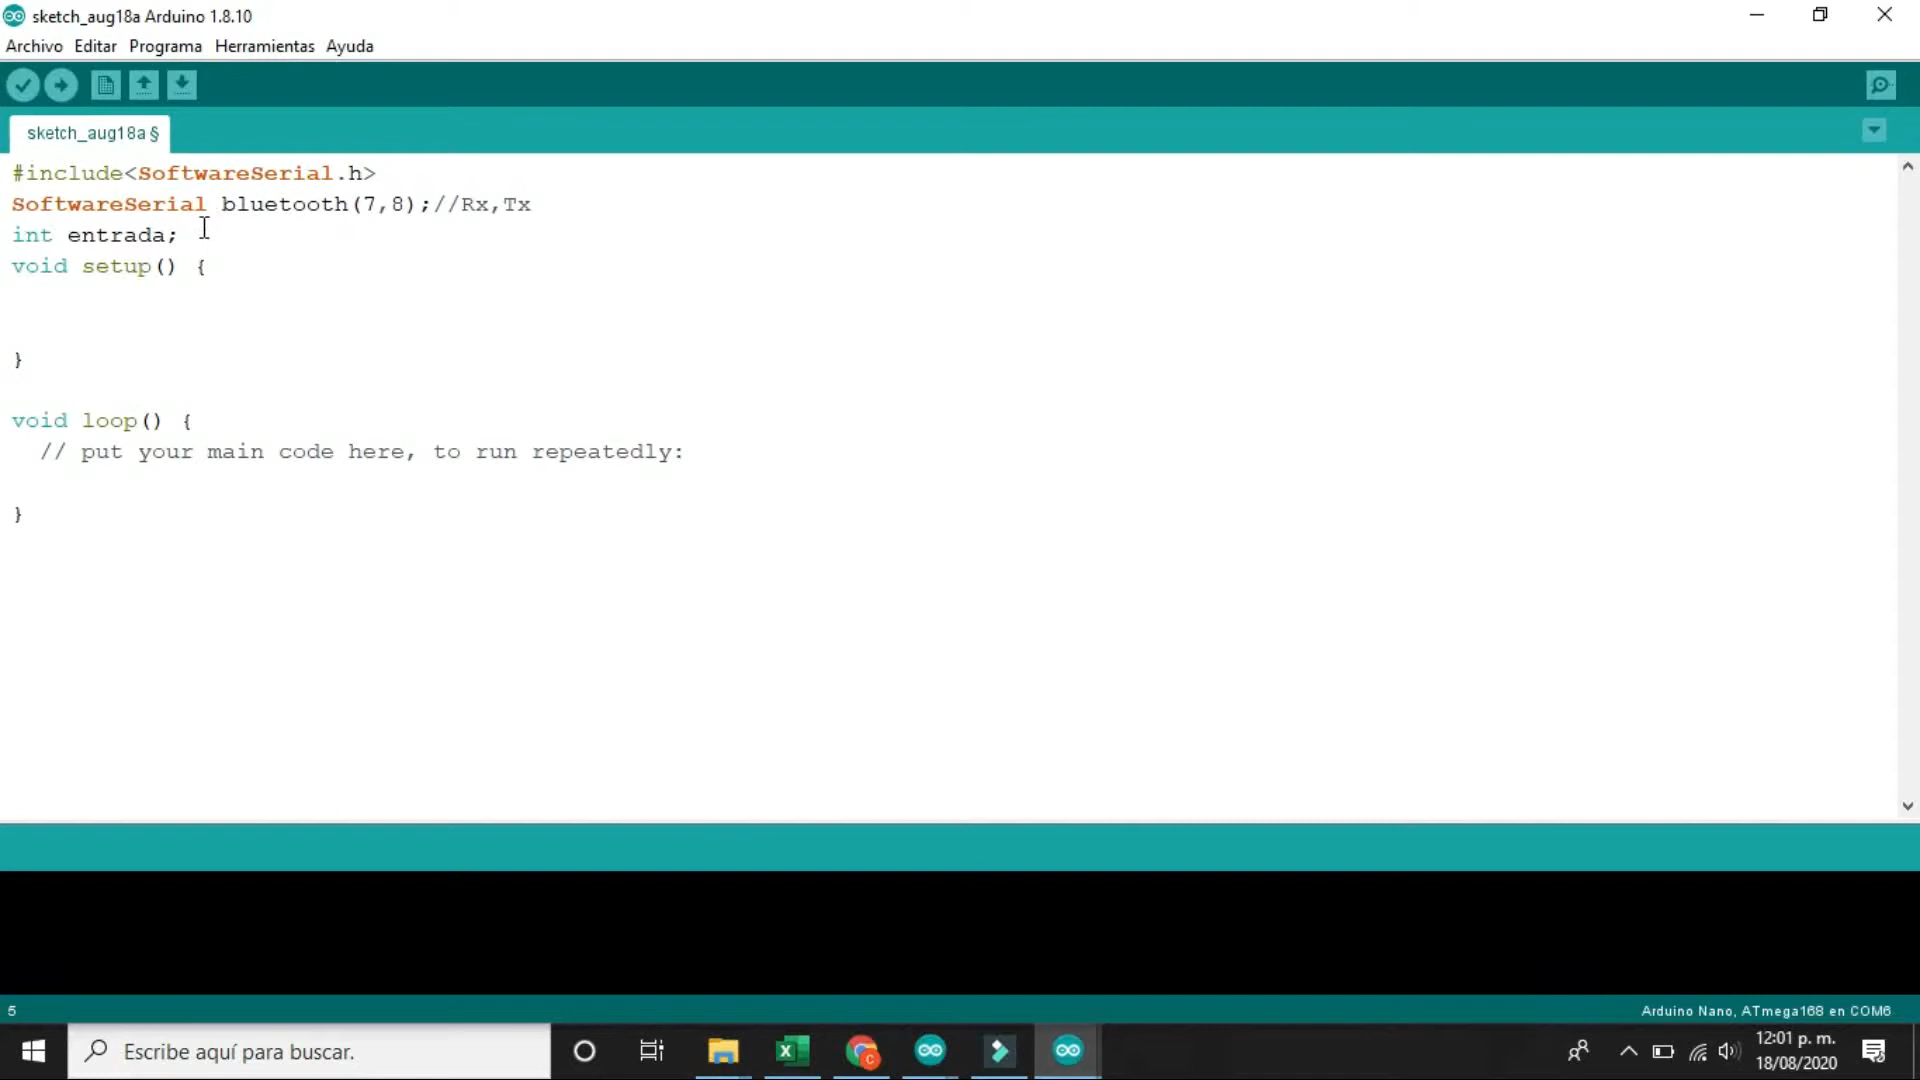 sketch_aug18a Arduino 1.8.10
Archivo Editar Programa Herramientas Ayuda
sketch_aug18a §
#include<SoftwareSerial.h>
SoftwareSerial bluetooth(7,8);//Rx,Tx
int entrada;
void setup() {
}
void loop() {
// put your main code here, to run repeatedly:
}
5
Arduino Nano, ATmega168 en COM6
Escribe aquí para buscar.
12:01 p. m.
18/08/2020